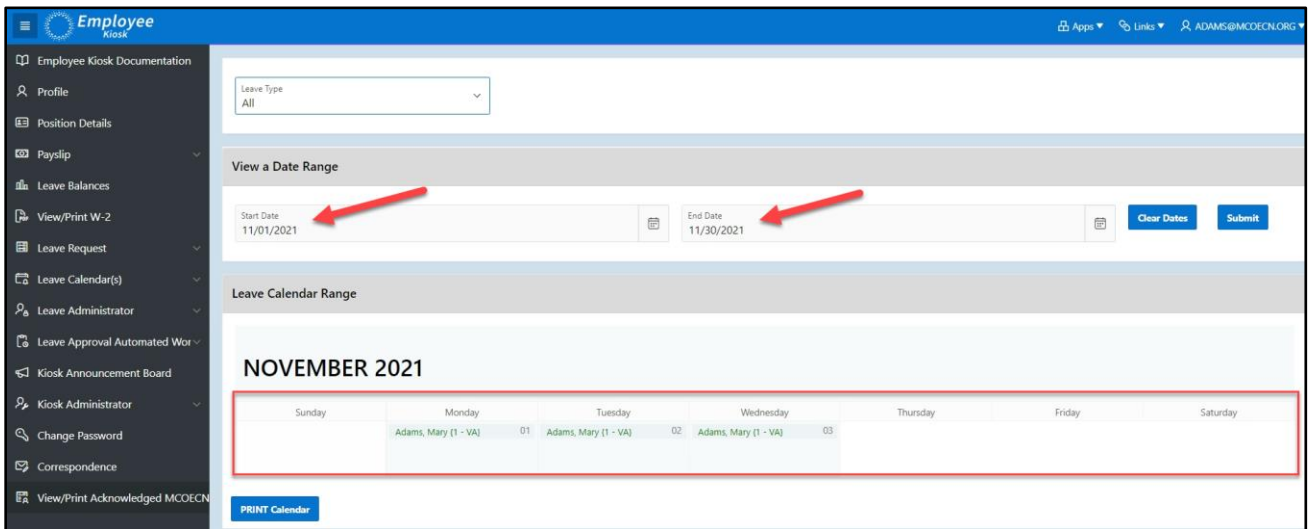 Employee
Kiosk
Apps
Links
ADAMS@MCOECN.ORG
Employee Kiosk Documentation
Profile
Position Details
Payslip
Leave Balances
View/Print W-2
Leave Request
Leave Calendar(s)
Leave Administrator
Leave Approval Automated Wor
Kiosk Announcement Board
Kiosk Administrator
Change Password
Correspondence
View/Print Acknowledged MCOECN
Leave Type
All
View a Date Range
Start Date
11/01/2021
End Date
11/30/2021
Clear Dates
Submit
Leave Calendar Range
NOVEMBER 2021
Sunday Monday Tuesday Wednesday Thursday Friday Saturday
Adams, Mary (1 - VA) 01 Adams, Mary (1 - VA) 02 Adams, Mary (1 - VA) 03
PRINT Calendar